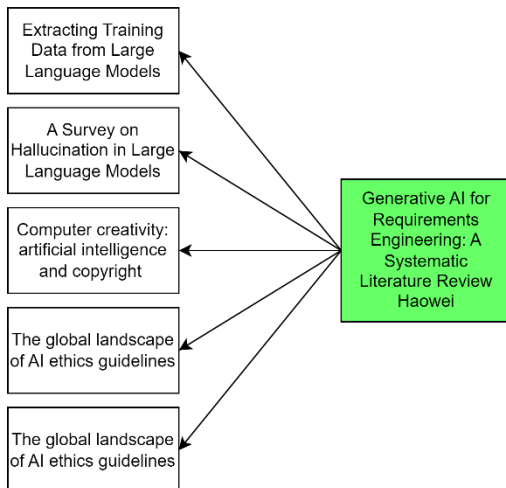 Extracting Training
Data from Large
Language Models
A Survey on
Hallucination in Large
Language Models
Computer creativity:
artificial intelligence
and copyright
The global landscape
of AI ethics guidelines
The global landscape
of AI ethics guidelines
Generative AI for
Requirements
Engineering: A
Systematic
Literature Review
Haowei